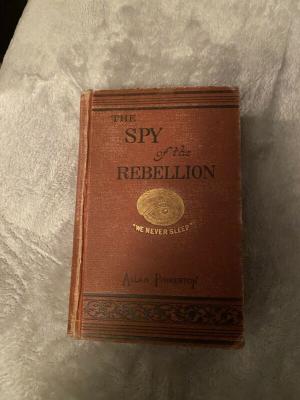 THE
SPY
of the
REBELLION
"WE NEVER SLEEP"
ALLAN PINKERTON